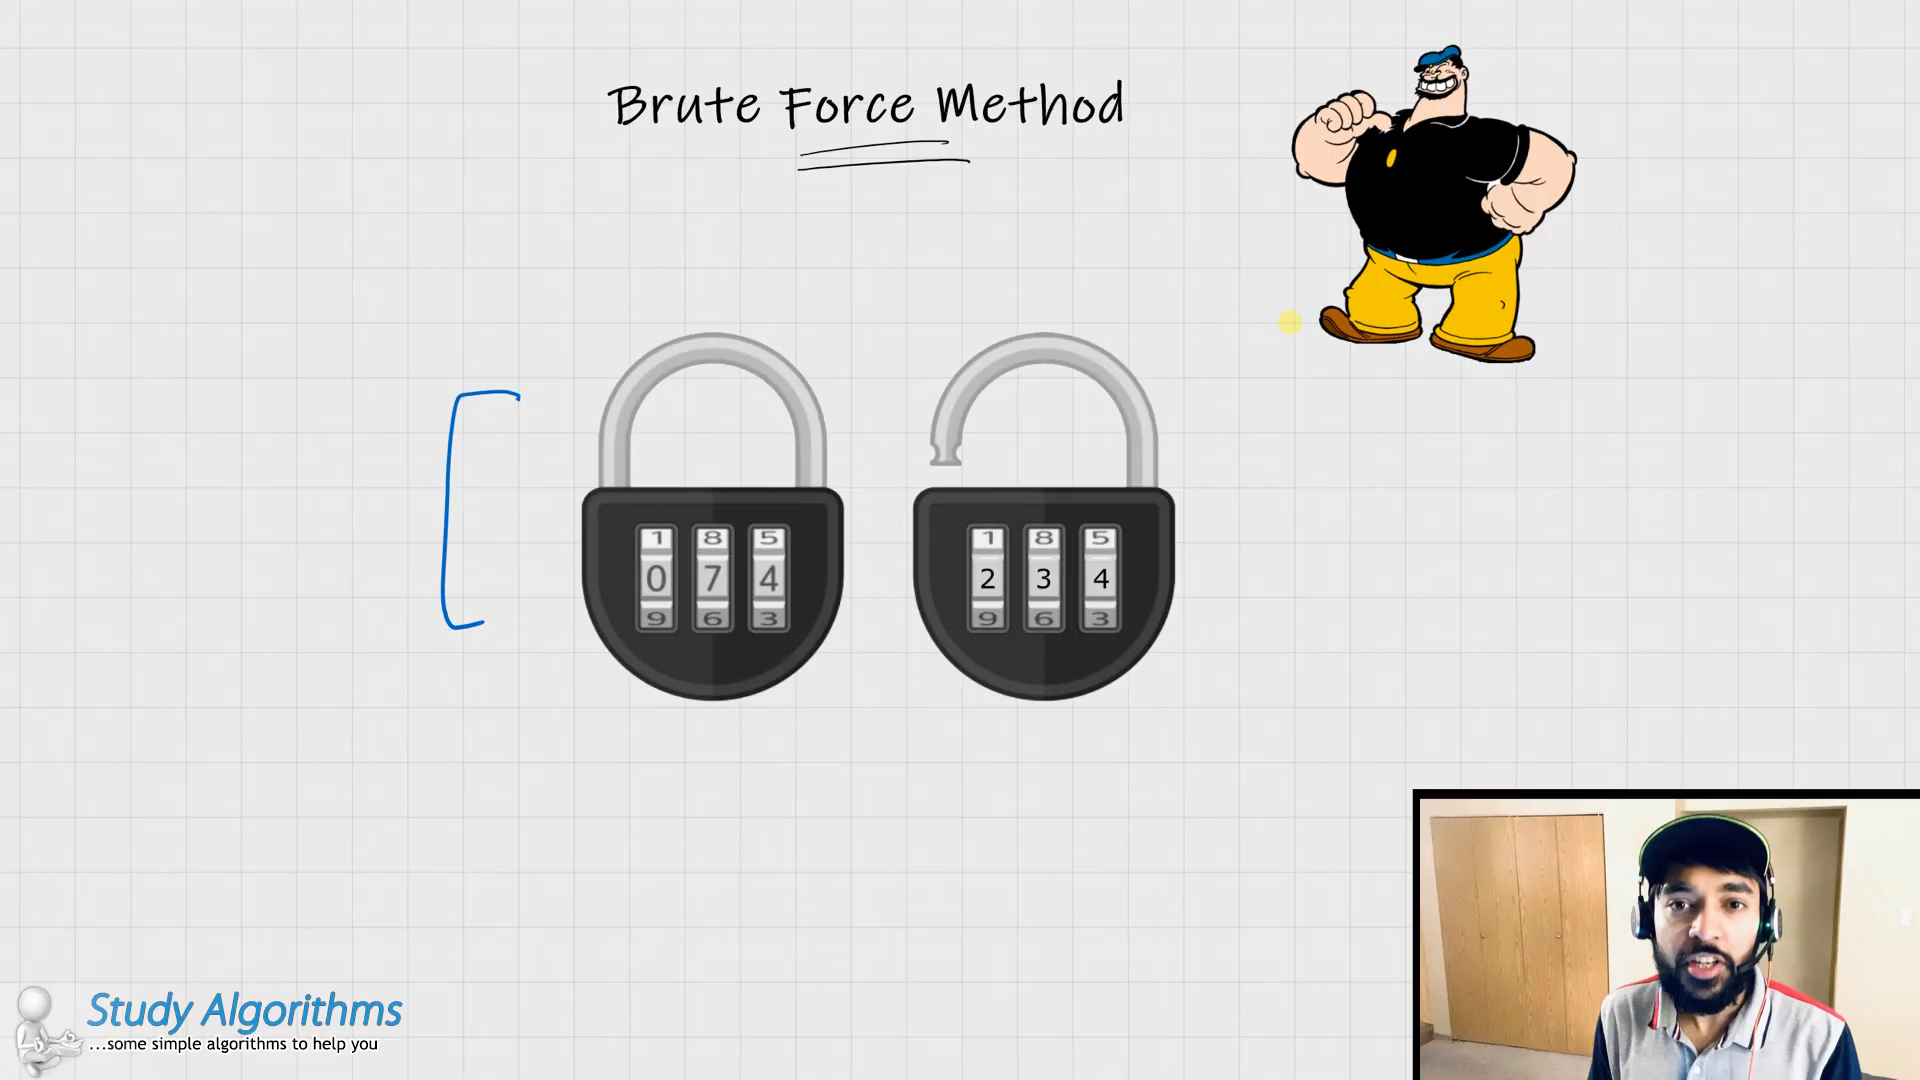 Brute Force Method
1 8 5
0 7 4
9 6 3
1 8 5
2 3 4
9 6 3
Study Algorithms
...some simple algorithms to help you